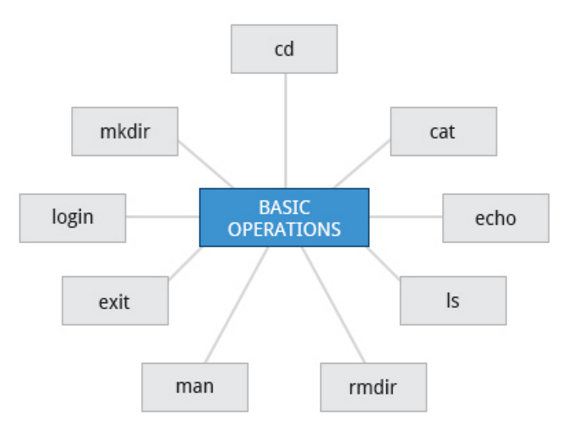 cd
mkdir
cat
BASIC
OPERATIONS
login
echo
exit
ls
man
rmdir